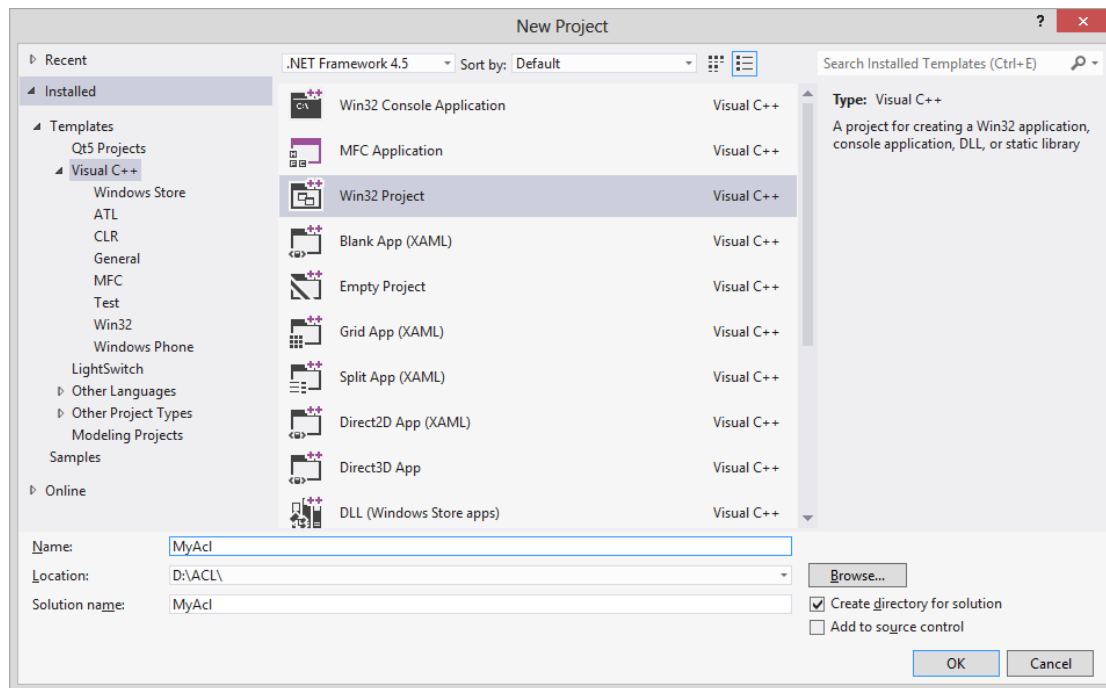 New Project
?
Recent
Installed
Templates
Qt5 Projects
Visual C++
Windows Store
ATL
CLR
General
MFC
Test
Win32
Windows Phone
LightSwitch
Other Languages
Other Project Types
Modeling Projects
Samples
Online
.NET Framework 4.5
Sort by: Default
Win32 Console Application Visual C++
MFC Application Visual C++
Win32 Project Visual C++
Blank App (XAML) Visual C++
Empty Project Visual C++
Grid App (XAML) Visual C++
Split App (XAML) Visual C++
Direct2D App (XAML) Visual C++
Direct3D App Visual C++
DLL (Windows Store apps) Visual C++
Search Installed Templates (Ctrl+E)
Type: Visual C++
A project for creating a Win32 application,
console application, DLL, or static library
Name: MyAcl
Location: D:\ACL\
Browse...
Solution name: MyAcl
Create directory for solution
Add to source control
OK Cancel